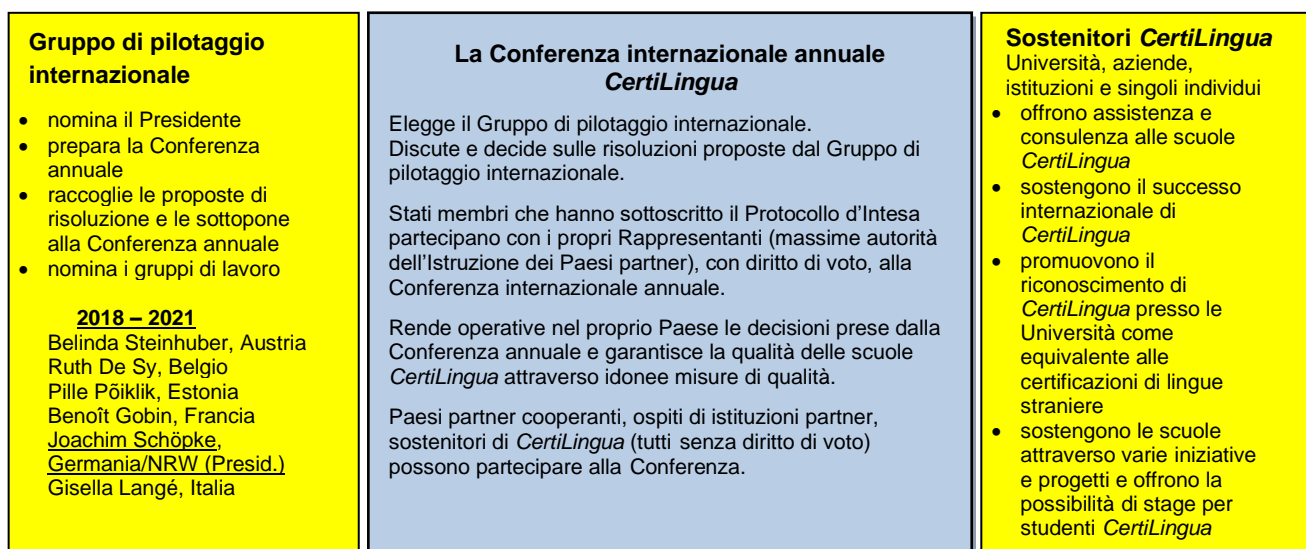 Gruppo di pilotaggio
internazionale
• nomina il Presidente
• prepara la Conferenza
annuale
• raccoglie le proposte di
risoluzione e le sottopone
alla Conferenza annuale
• nomina i gruppi di lavoro
2018 – 2021
Belinda Steinhuber, Austria
Ruth De Sy, Belgio
Pille Põiklik, Estonia
Benoît Gobin, Francia
Joachim Schöpke,
Germania/NRW (Presid.)
Gisella Langé, Italia
La Conferenza internazionale annuale
CertiLingua
Elegge il Gruppo di pilotaggio internazionale.
Discute e decide sulle risoluzioni proposte dal Gruppo di
pilotaggio internazionale.
Stati membri che hanno sottoscritto il Protocollo d’Intesa
partecipano con i propri Rappresentanti (massime autorità
dell’Istruzione dei Paesi partner), con diritto di voto, alla
Conferenza internazionale annuale.
Rende operative nel proprio Paese le decisioni prese dalla
Conferenza annuale e garantisce la qualità delle scuole
CertiLingua attraverso idonee misure di qualità.
Paesi partner cooperanti, ospiti di istituzioni partner,
sostenitori di CertiLingua (tutti senza diritto di voto)
possono partecipare alla Conferenza.
Sostenitori CertiLingua
Università, aziende,
istituzioni e singoli individui
• offrono assistenza e
consulenza alle scuole
CertiLingua
• sostengono il successo
internazionale di
CertiLingua
• promuovono il
riconoscimento di
CertiLingua presso le
Università come
equivalente alle
certificazioni di lingue
straniere
• sostengono le scuole
attraverso varie iniziative
e progetti e offrono la
possibilità di stage per
studenti CertiLingua